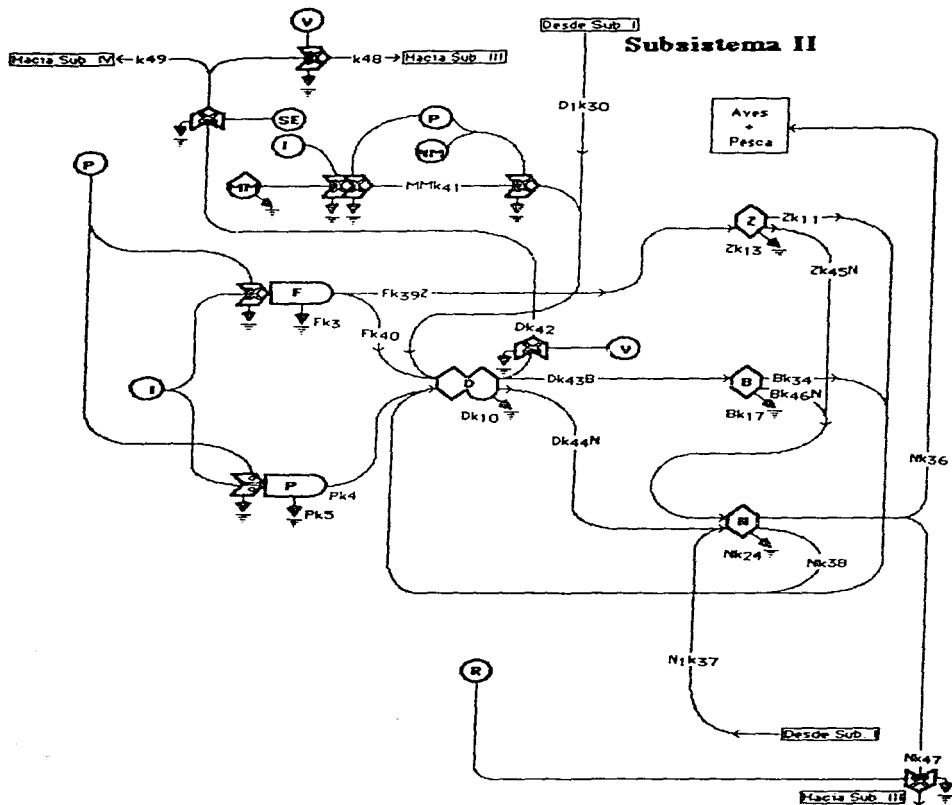 Desde Sub I
V
Subsistema II
Hacia Sub IV
k49
k48
Hacia Sub III
D1k30
SE
P
Aves
+
Pesca
I
NM
P
MM
MMk41
Z
Zk11
Zk13
Zk45N
F
Fk39Z
Fk3
Fk40
Dk42
V
I
D
Dk43B
B
Bk34
Bk46N
Dk10
Bk17
Dk44N
Nk36
P
Pk4
Pk5
N
Nk24
Nk38
N1k37
R
Desde Sub. I
Nk47
Hacia Sub III